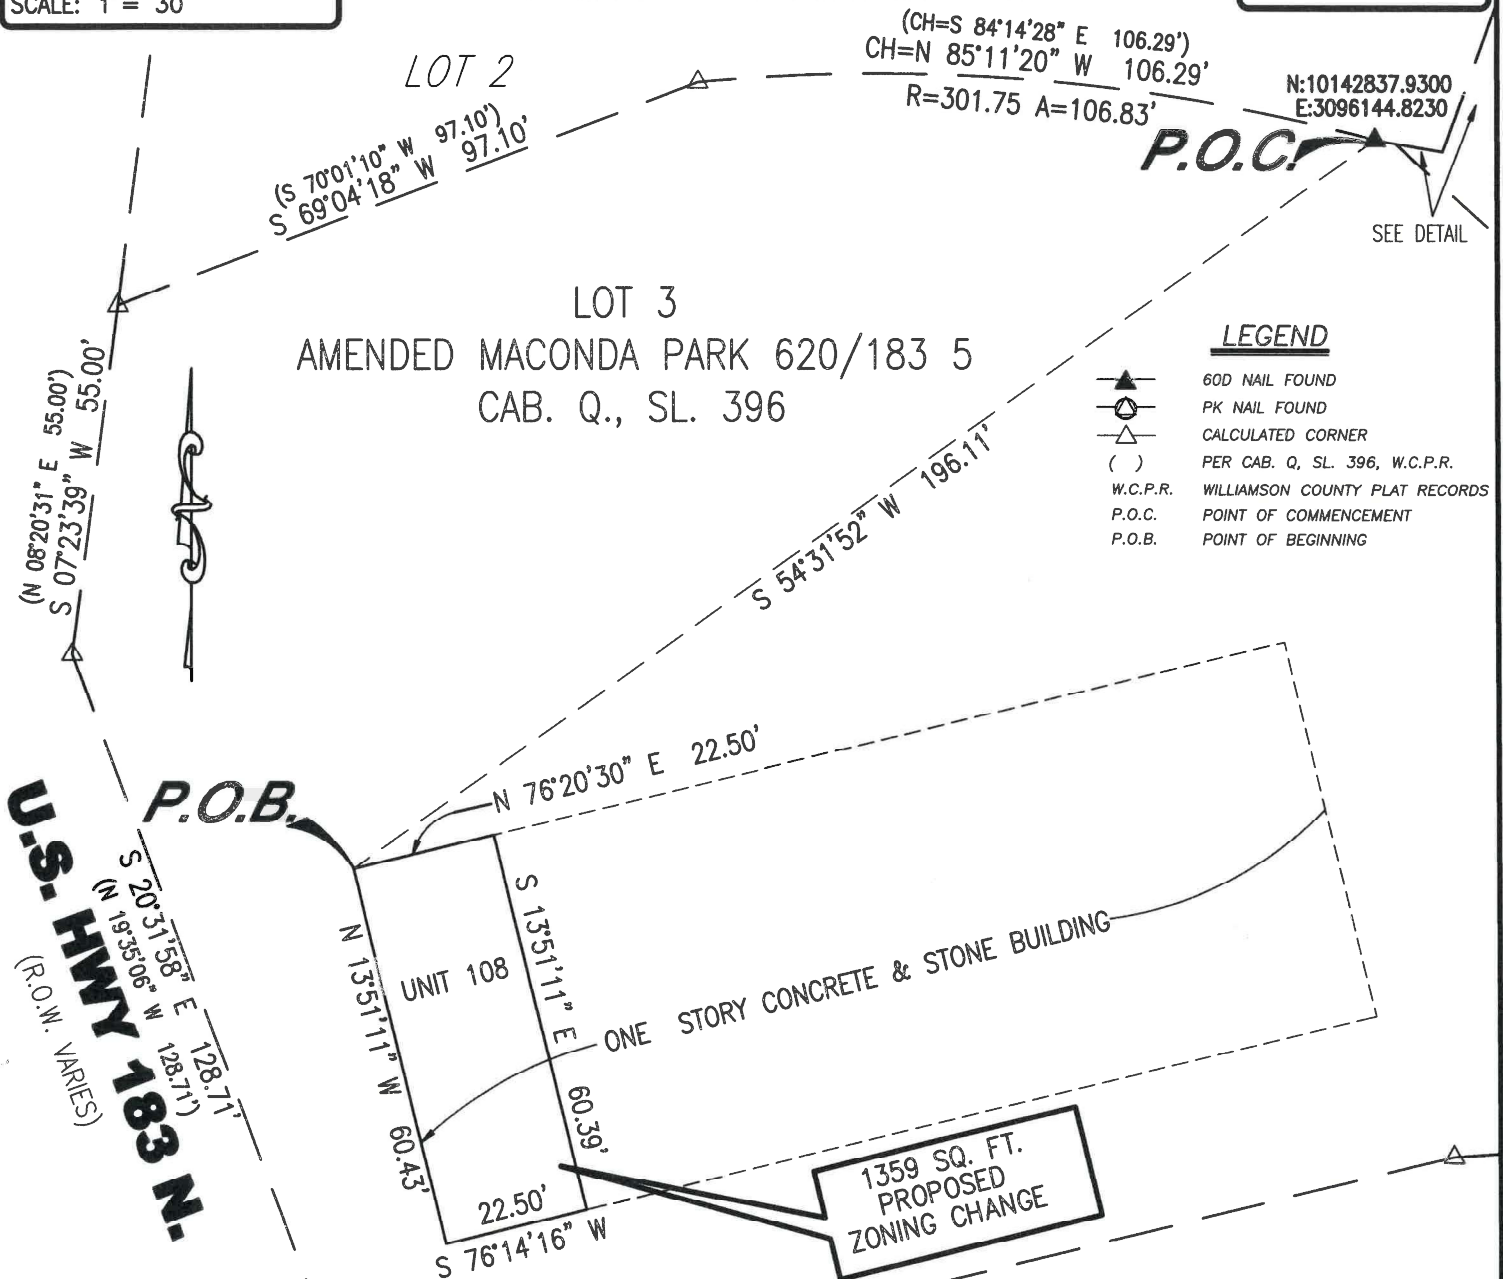 SCALE: 1" = 30'
LOT 2
(CH=S 84°14'28" E 106.29')
CH=N 85°11'20" W 106.29'
R=301.75 A=106.83'
N:10142837.9300
E:3096144.8230
P.O.C.
SEE DETAIL
(S 70°01'10" W 97.10')
S 69°04'18" W 97.10'
LOT 3
AMENDED MACONDA PARK 620/183 5
CAB. Q., SL. 396
LEGEND
60D NAIL FOUND
PK NAIL FOUND
CALCULATED CORNER
( ) PER CAB. Q, SL. 396, W.C.P.R.
W.C.P.R. WILLIAMSON COUNTY PLAT RECORDS
P.O.C. POINT OF COMMENCEMENT
P.O.B. POINT OF BEGINNING
(N 08°20'31" E 55.00')
S 07°23'39" W 55.00'
S 54°31'52" W 196.11'
N 76°20'30" E 22.50'
P.O.B.
U.S. HWY 183 N.
(R.O.W. VARIES)
S 20°31'58" E 128.71'
(N 19°35'06" W 128.71')
N 13°51'11" W 60.43'
UNIT 108
S 13°51'11" E 60.39'
ONE STORY CONCRETE & STONE BUILDING
22.50'
S 76°14'16" W
1359 SQ. FT.
PROPOSED
ZONING CHANGE